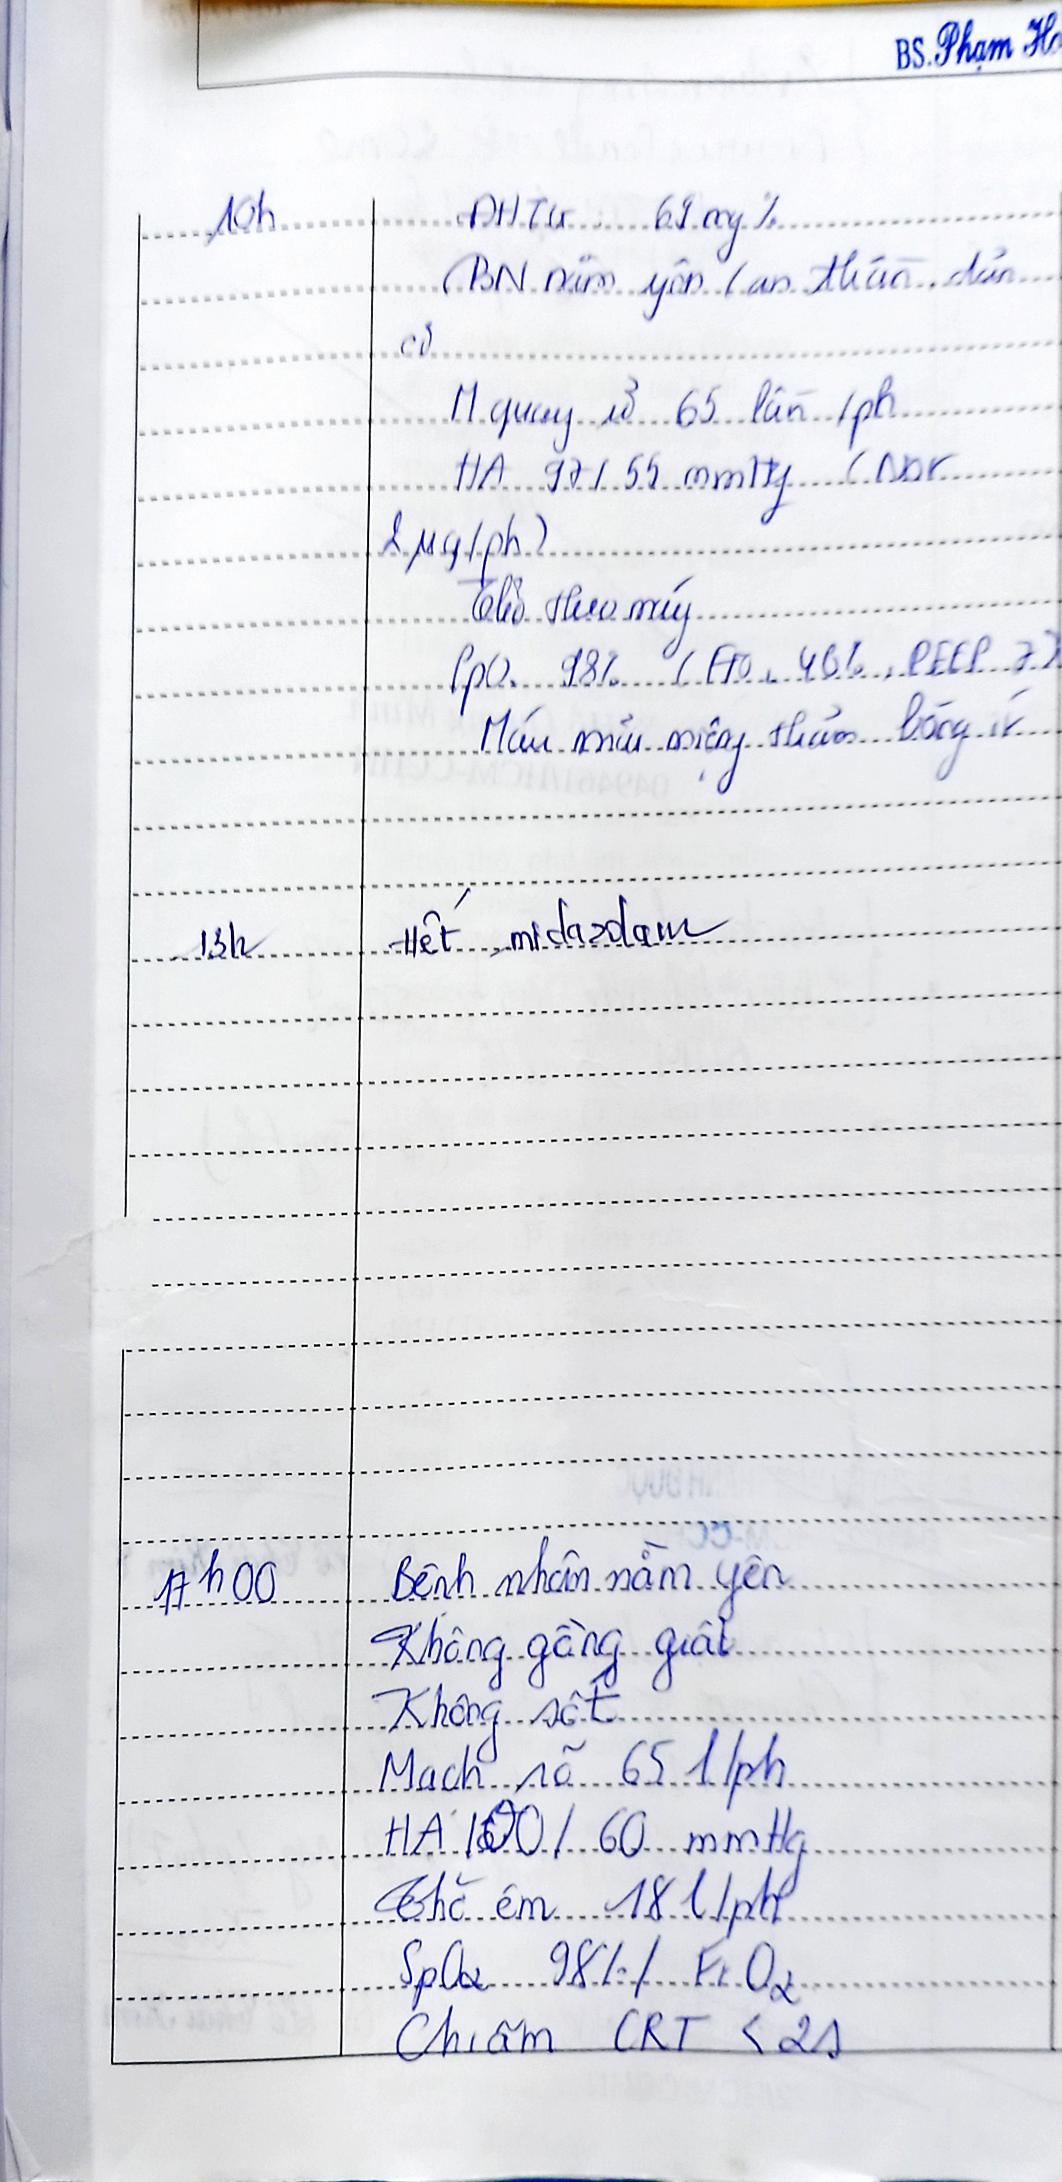 BS. Phạm
10h ĐHTM 69 mg%
BN nằm yên / an thần, dãn
cơ
M quay rõ 65 lần /ph
HA 97/55 mmHg (Nor
2 µg/ph)
Thở theo máy
SpO2 98% (FiO2 40%, PEEP 7)
Máu mũi miệng thấm băng ít
13h Hết midazolam
17h00 Bệnh nhân nằm yên
Không gồng giật
Không sốt
Mạch rõ 65 l/ph
HA 100/60 mmHg
Thở êm 18 l/ph
SpO2 98% / FiO2
Chi ấm CRT < 2s